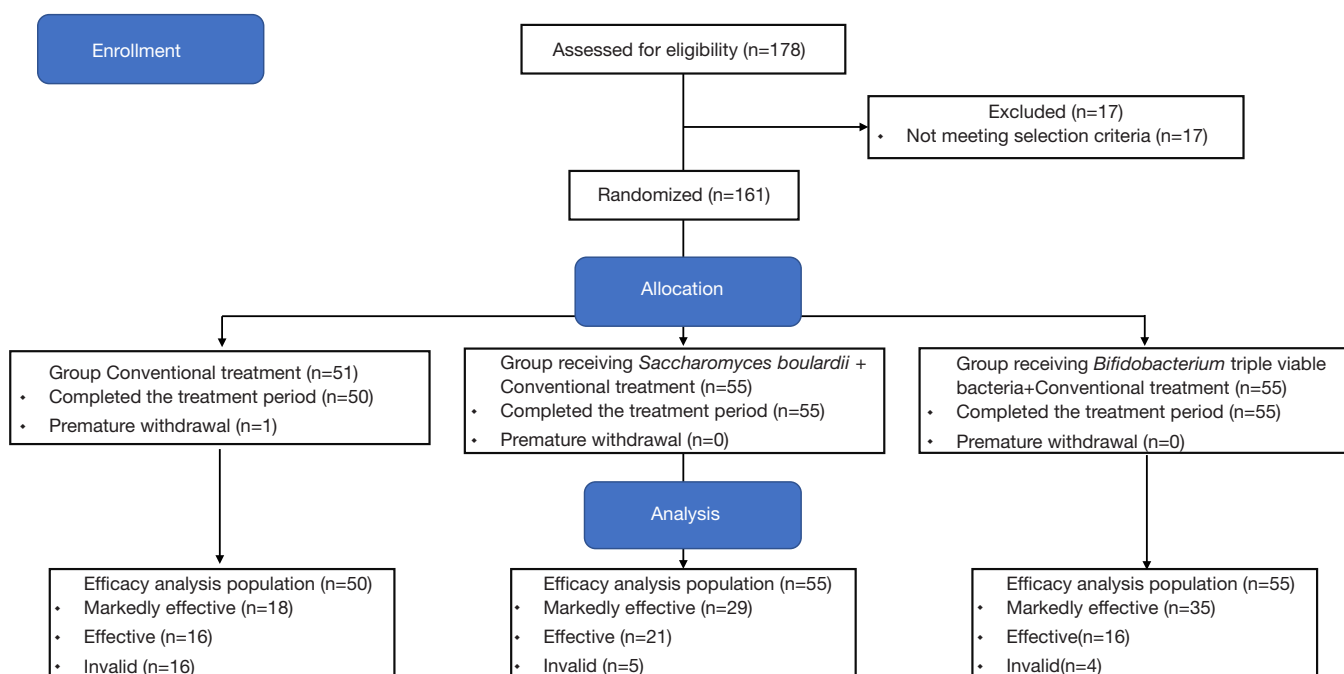 Enrollment
Assessed for eligibility (n=178)
Excluded (n=17)
• Not meeting selection criteria (n=17)
Randomized (n=161)
Allocation
Group Conventional treatment (n=51)
• Completed the treatment period (n=50)
• Premature withdrawal (n=1)
Group receiving Saccharomyces boulardii +
Conventional treatment (n=55)
• Completed the treatment period (n=55)
• Premature withdrawal (n=0)
Group receiving Bifidobacterium triple viable
bacteria+Conventional treatment (n=55)
• Completed the treatment period (n=55)
• Premature withdrawal (n=0)
Analysis
Efficacy analysis population (n=50)
• Markedly effective (n=18)
• Effective (n=16)
• Invalid (n=16)
Efficacy analysis population (n=55)
• Markedly effective (n=29)
• Effective (n=21)
• Invalid (n=5)
Efficacy analysis population (n=55)
• Markedly effective (n=35)
• Effective(n=16)
• Invalid(n=4)